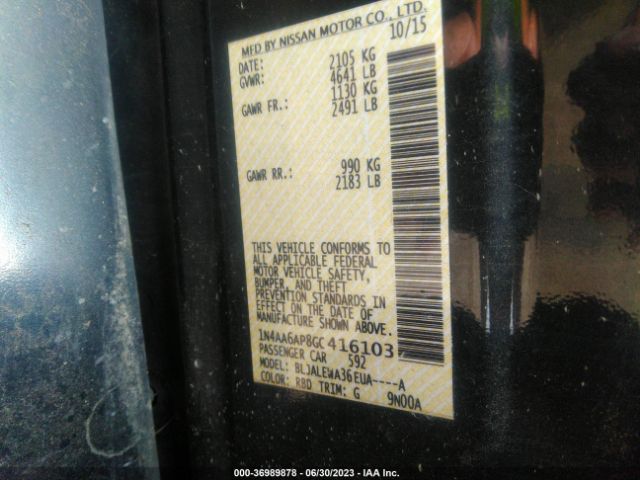 MFD BY NISSAN MOTOR CO., LTD.
DATE: 10/15
GVWR: 2105 KG
4641 LB
GAWR FR.: 1130 KG
2491 LB
GAWR RR.: 990 KG
2183 LB
THIS VEHICLE CONFORMS TO
ALL APPLICABLE FEDERAL
MOTOR VEHICLE SAFETY,
BUMPER, AND THEFT
PREVENTION STANDARDS IN
EFFECT ON THE DATE OF
MANUFACTURE SHOWN ABOVE.
1N4AA6AP8GC416103
PASSENGER CAR 592
MODEL: BLJALEWA36EUA----A
COLOR: RBD TRIM: G 9N00A
000-36989878 - 06/30/2023 - IAA Inc.